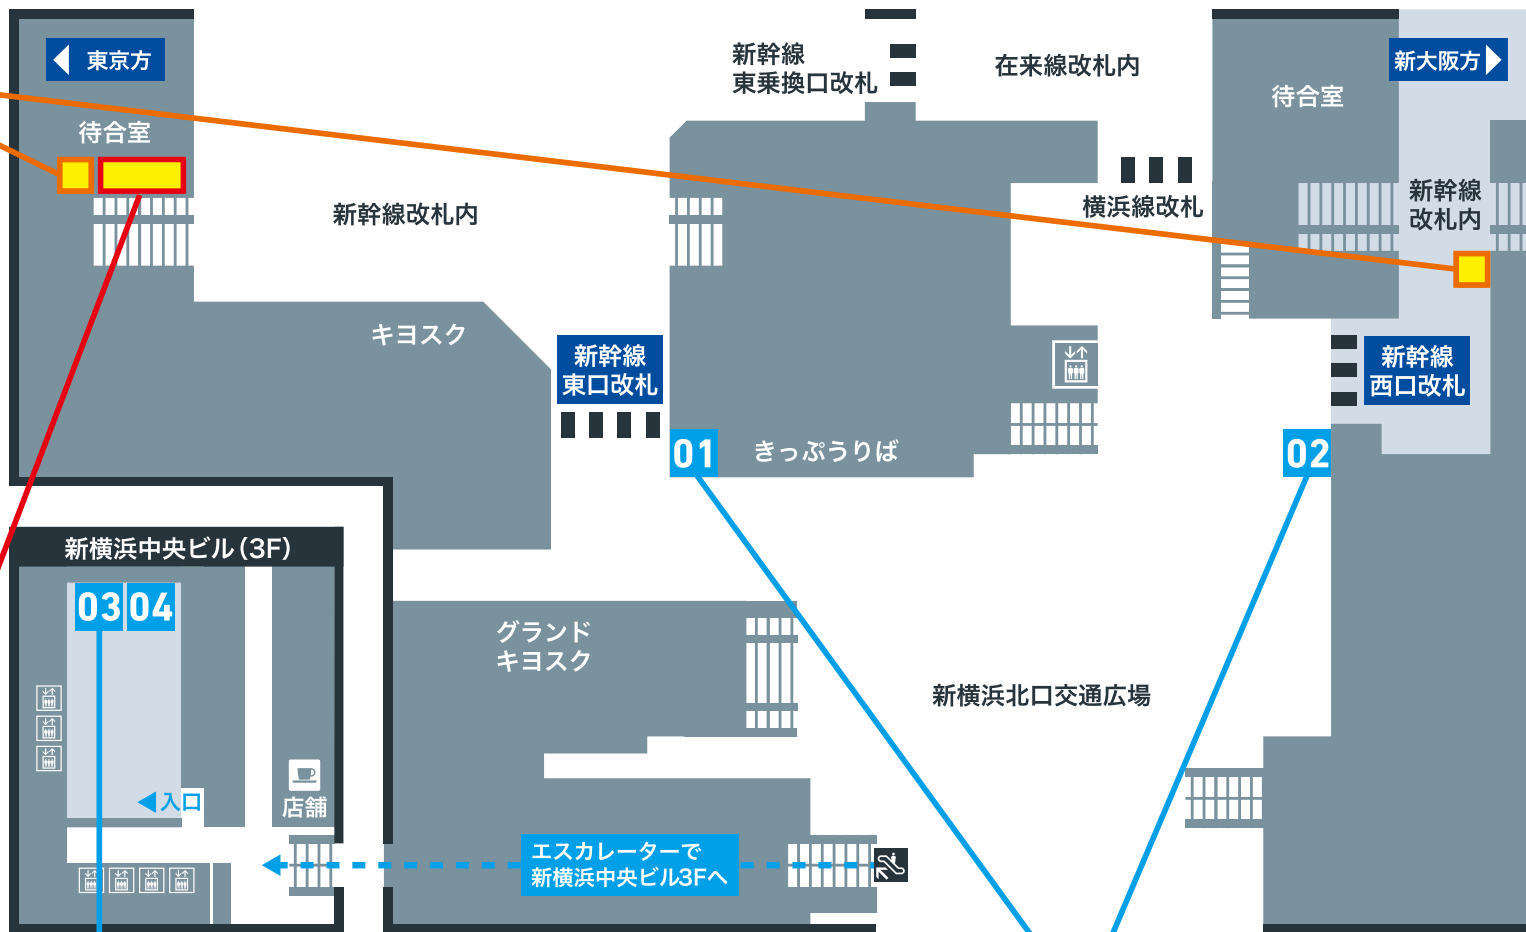 東京方
待合室
新幹線
東乗換口改札
在来線改札内
待合室
新大阪方
新幹線改札内
横浜線改札
新幹線
改札内
キヨスク
新幹線
東口改札
新幹線
西口改札
01
きっぷうりば
02
新横浜中央ビル(3F)
03
04
グランド
キヨスク
新横浜北口交通広場
入口
店舗
エスカレーターで
新横浜中央ビル3Fへ